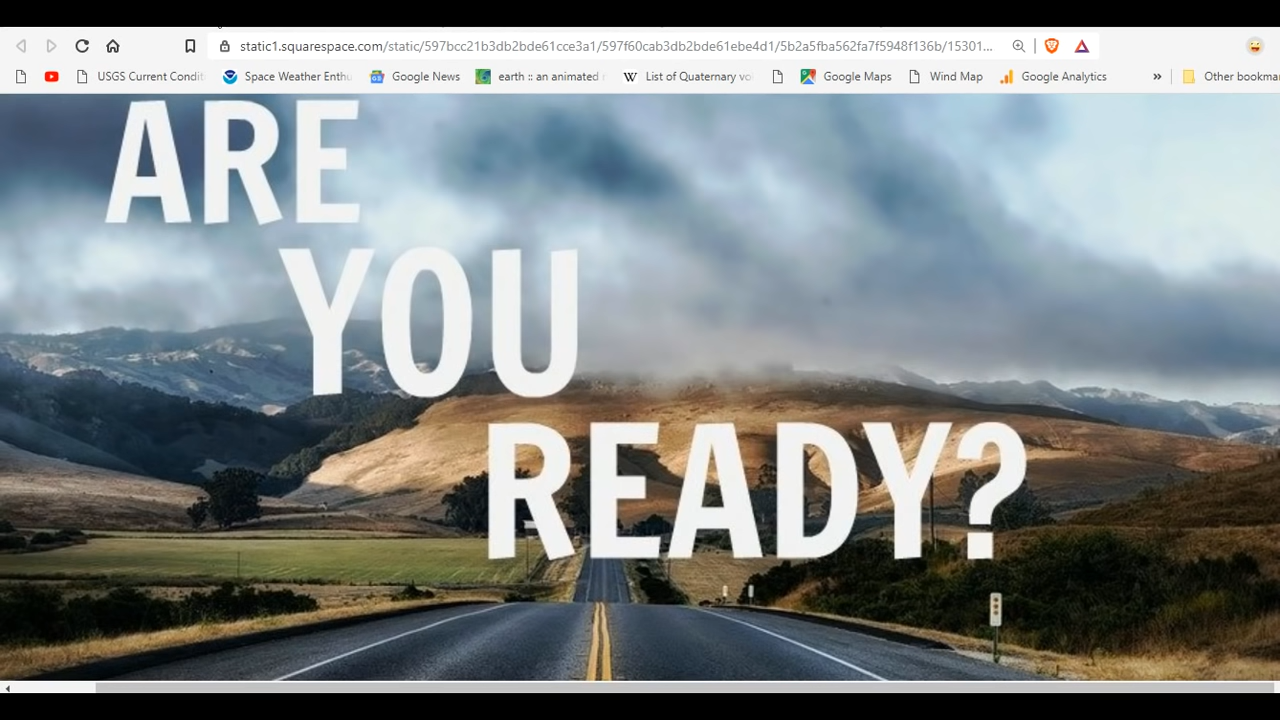 static1.squarespace.com/static/597bcc21b3db2bde61cce3a1/597f60cab3db2bde61ebe4d1/5b2a5fba562fa7f5948f136b/15301...
USGS Current Condit
Space Weather Enthu
Google News
earth :: an animated
List of Quaternary vo
Google Maps
Wind Map
Google Analytics
»
Other bookma
ARE
YOU
READY?